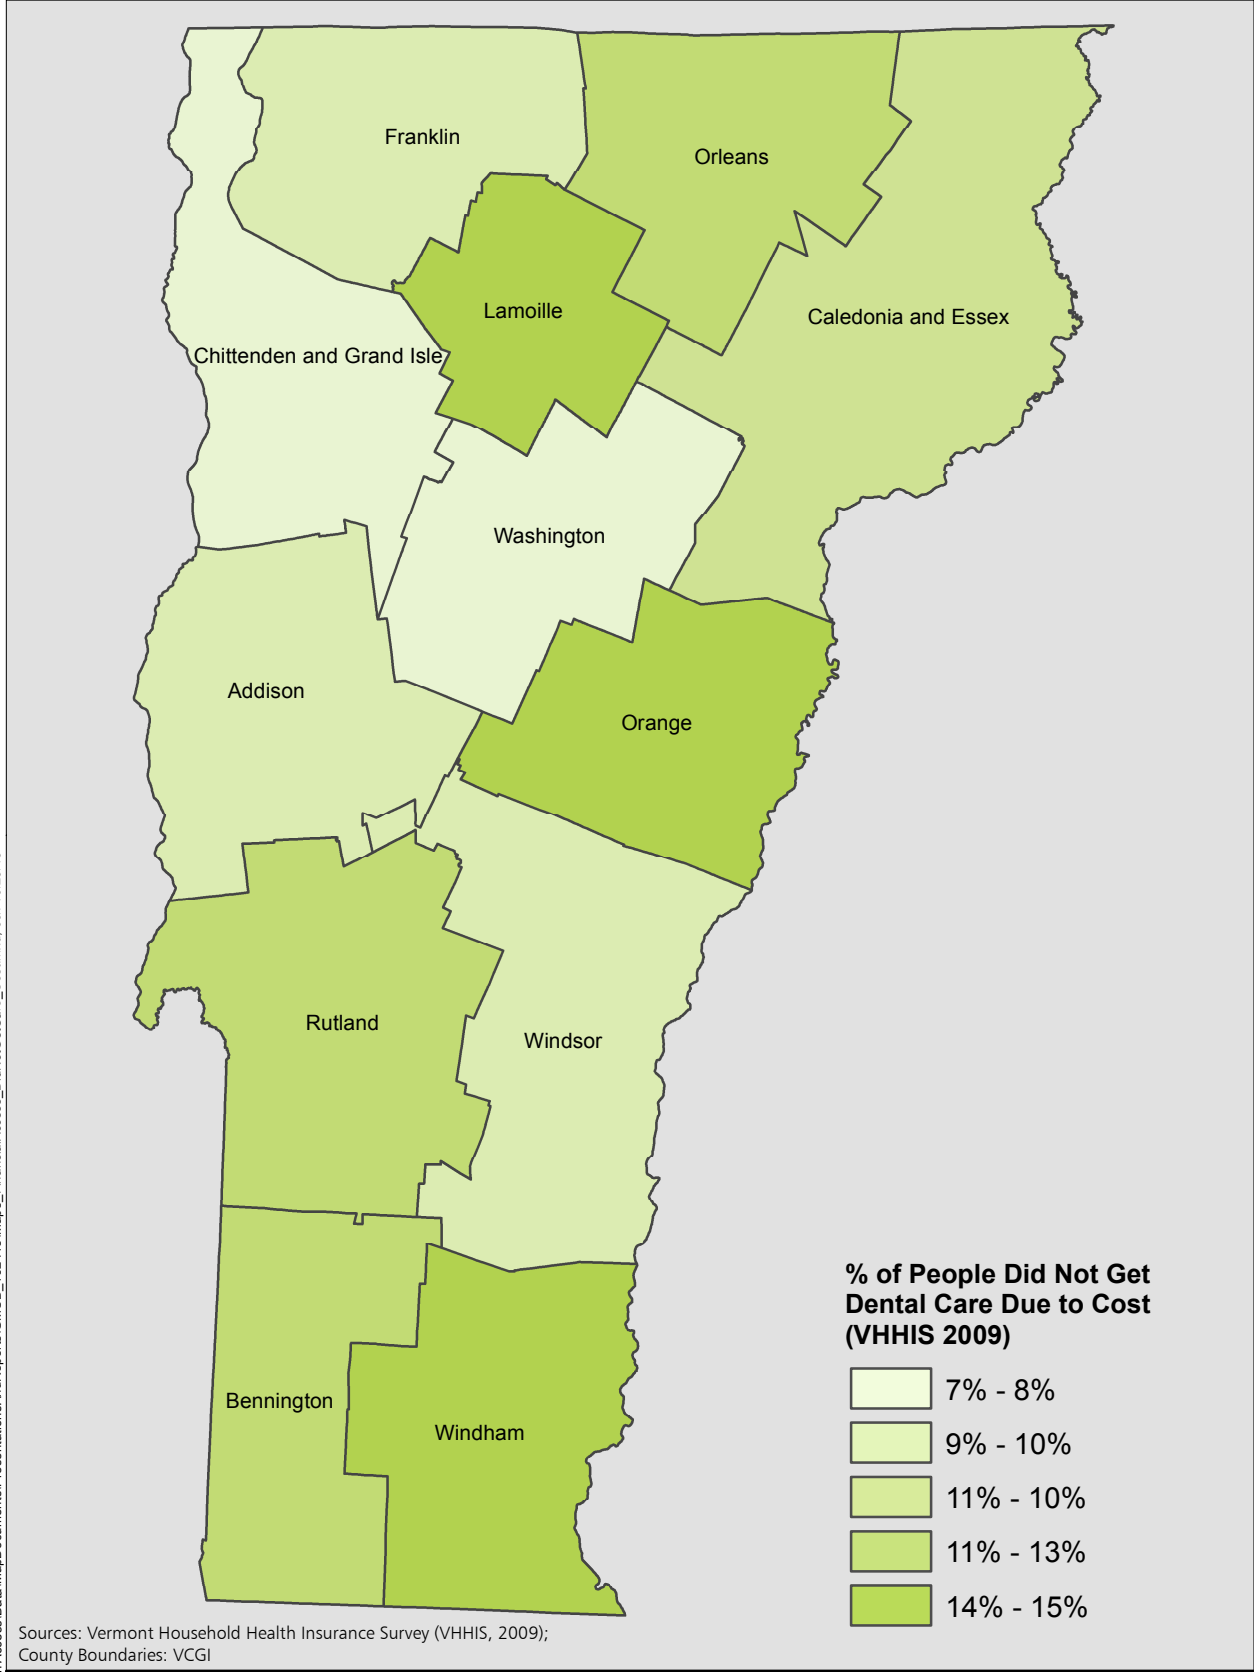 Franklin
Orleans
Lamoille
Caledonia and Essex
Chittenden and Grand Isle
Washington
Addison
Orange
Rutland
Windsor
Bennington
Windham
% of People Did Not Get
Dental Care Due to Cost
(VHHIS 2009)
7% - 8%
9% - 10%
11% - 10%
11% - 13%
14% - 15%
Sources: Vermont Household Health Insurance Survey (VHHIS, 2009);
County Boundaries: VCGI